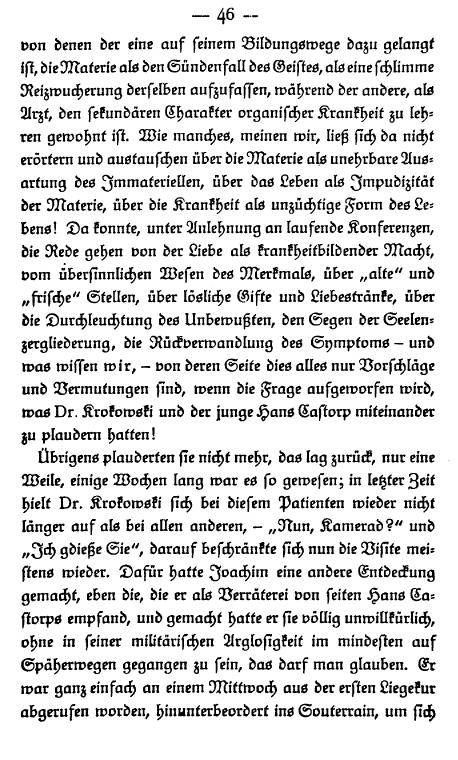 — 46 —
von denen der eine auf seinem Bildungswege dazu gelangt
ist, die Materie als den Sündenfall des Geistes, als eine schlimme
Reizwucherung derselben aufzufassen, während der andere, als
Arzt, den sekundären Charakter organischer Krankheit zu leh-
ren gewohnt ist. Wie manches, meinen wir, ließ sich da nicht
erörtern und austauschen über die Materie als unehrbare Aus-
artung des Immateriellen, über das Leben als Impudizität
der Materie, über die Krankheit als unzüchtige Form des Le-
bens! Da konnte, unter Anlehnung an laufende Konferenzen,
die Rede gehen von der Liebe als krankheitbildender Macht,
vom übersinnlichen Wesen des Merkmals, über „alte“ und
„frische“ Stellen, über lösliche Gifte und Liebestränke, über
die Durchleuchtung des Unbewußten, den Segen der Seelen-
zergliederung, die Rückverwandlung des Symptoms – und
was wissen wir, – von deren Seite dies alles nur Vorschläge
und Vermutungen sind, wenn die Frage aufgeworfen wird,
was Dr. Krokowski und der junge Hans Castorp miteinander
zu plaudern hatten!
Übrigens plauderten sie nicht mehr, das lag zurück, nur eine
Weile, einige Wochen lang war es so gewesen; in letzter Zeit
hielt Dr. Krokowski sich bei diesem Patienten wieder nicht
länger auf als bei allen anderen, – „Nun, Kamerad?“ und
„Ich gdieße Sie“, darauf beschränkte sich nun die Visite mei-
stens wieder. Dafür hatte Joachim eine andere Entdeckung
gemacht, eben die, die er als Verräterei von seiten Hans Ca-
storps empfand, und gemacht hatte er sie völlig unwillkürlich,
ohne in seiner militärischen Arglosigkeit im mindesten auf
Späherwegen gegangen zu sein, das darf man glauben. Er
war ganz einfach an einem Mittwoch aus der ersten Liegekur
abgerufen worden, hinunterbeordert ins Souterrain, um sich